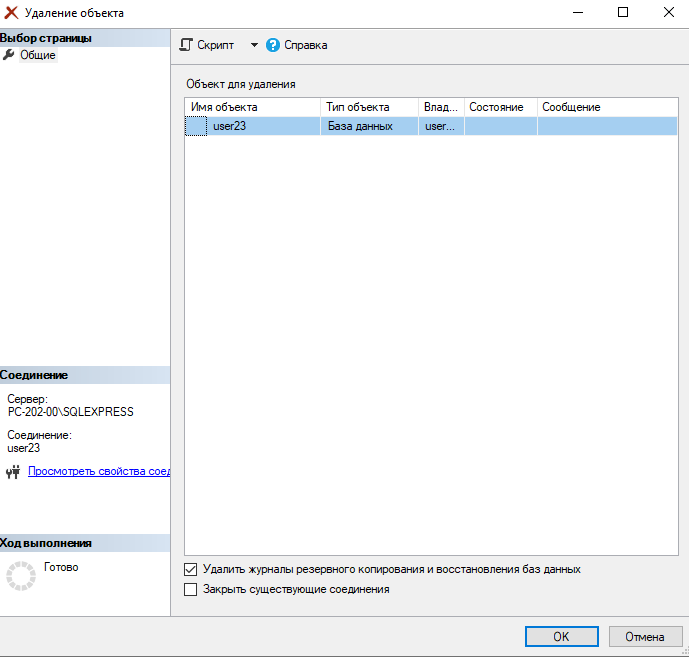 Удаление объекта
Выбор страницы
Общие
Скрипт
Справка
Объект для удаления
Имя объекта Тип объекта Влад... Состояние Сообщение
user23 База данных user...
Соединение
Сервер:
PC-202-00\SQLEXPRESS
Соединение:
user23
Просмотреть свойства соед
Ход выполнения
Готово
Удалить журналы резервного копирования и восстановления баз данных
Закрыть существующие соединения
ОК Отмена